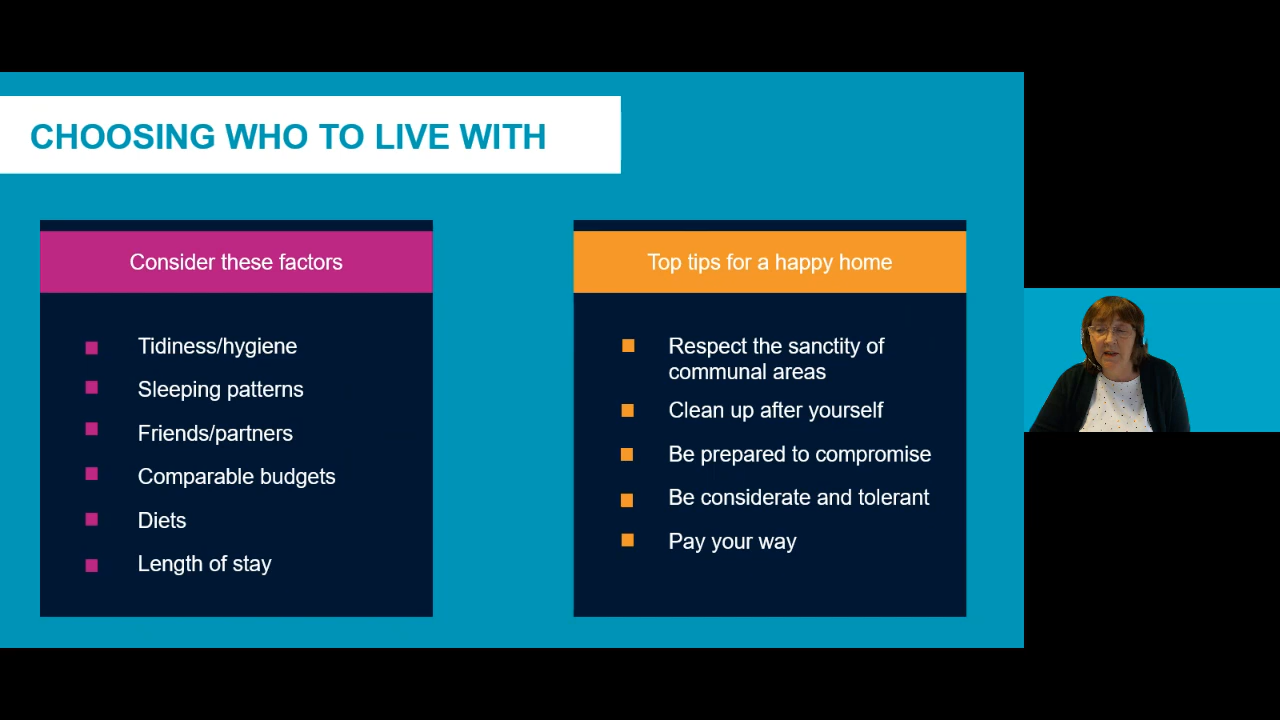 CHOOSING WHO TO LIVE WITH
Consider these factors
Tidiness/hygiene
Sleeping patterns
Friends/partners
Comparable budgets
Diets
Length of stay
Top tips for a happy home
Respect the sanctity of
communal areas
Clean up after yourself
Be prepared to compromise
Be considerate and tolerant
Pay your way